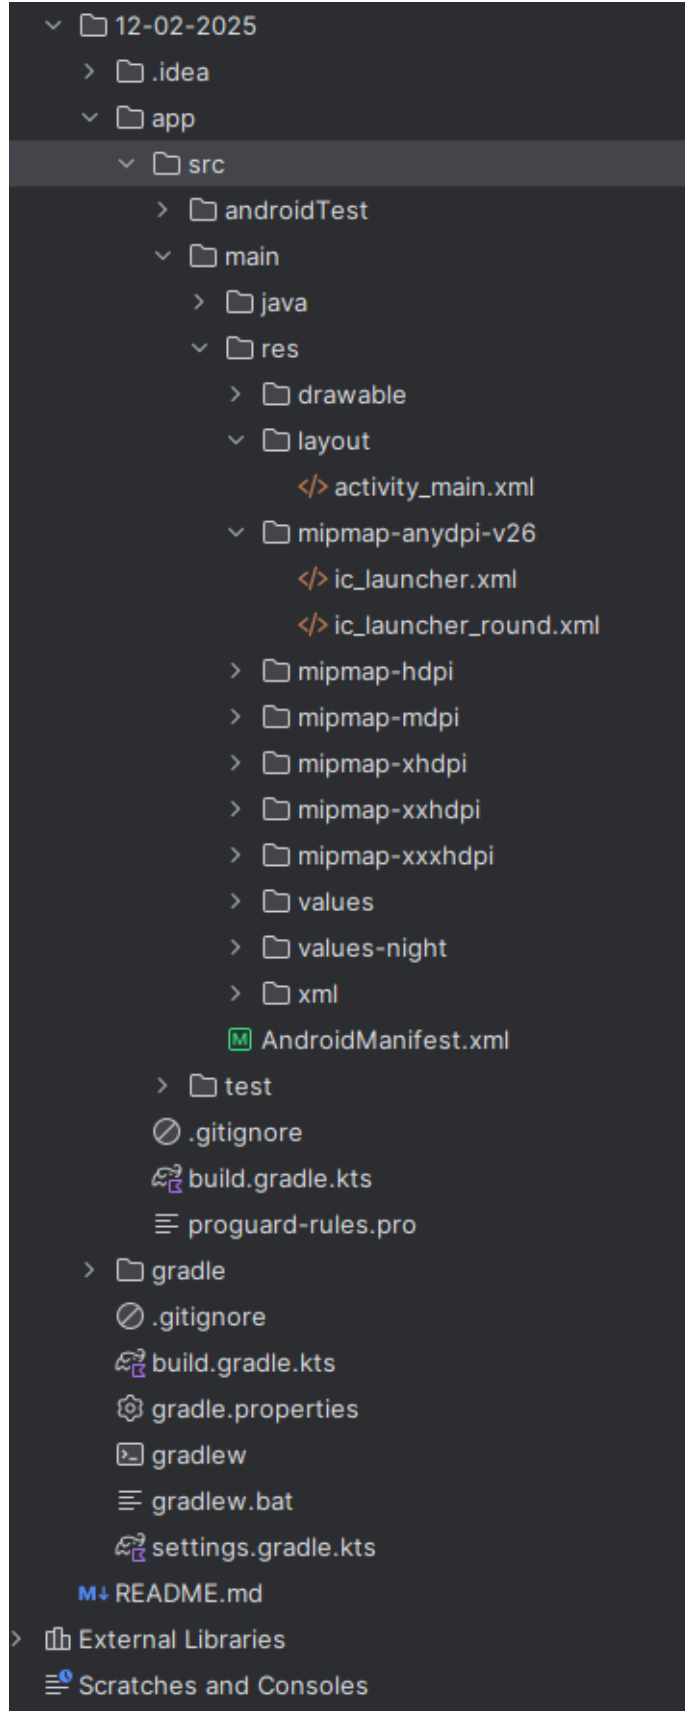 12-02-2025
.idea
app
src
androidTest
main
java
res
drawable
layout
activity_main.xml
mipmap-anydpi-v26
ic_launcher.xml
ic_launcher_round.xml
mipmap-hdpi
mipmap-mdpi
mipmap-xhdpi
mipmap-xxhdpi
mipmap-xxxhdpi
values
values-night
xml
AndroidManifest.xml
test
.gitignore
build.gradle.kts
proguard-rules.pro
gradle
.gitignore
build.gradle.kts
gradle.properties
gradlew
gradlew.bat
settings.gradle.kts
README.md
External Libraries
Scratches and Consoles